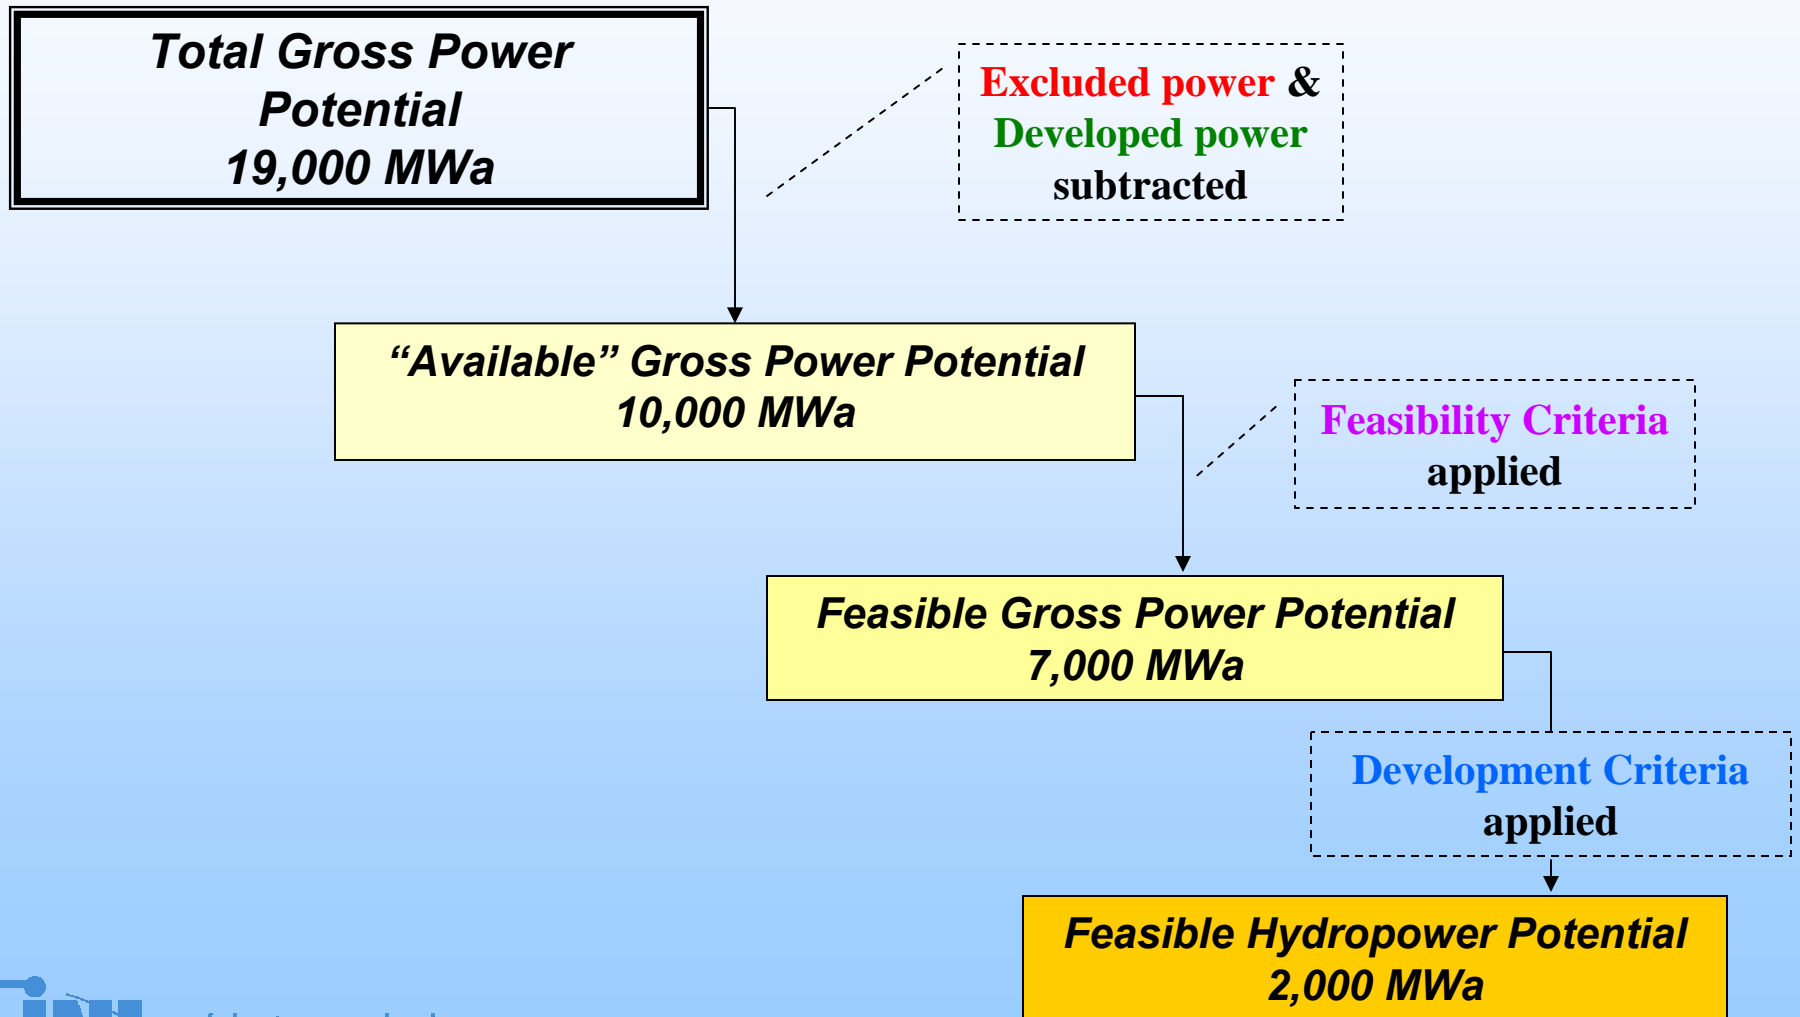 Total Gross Power
Potential
19,000 MWa
Excluded power &
Developed power
subtracted
“Available” Gross Power Potential
10,000 MWa
Feasibility Criteria
applied
Feasible Gross Power Potential
7,000 MWa
Development Criteria
applied
Feasible Hydropower Potential
2,000 MWa